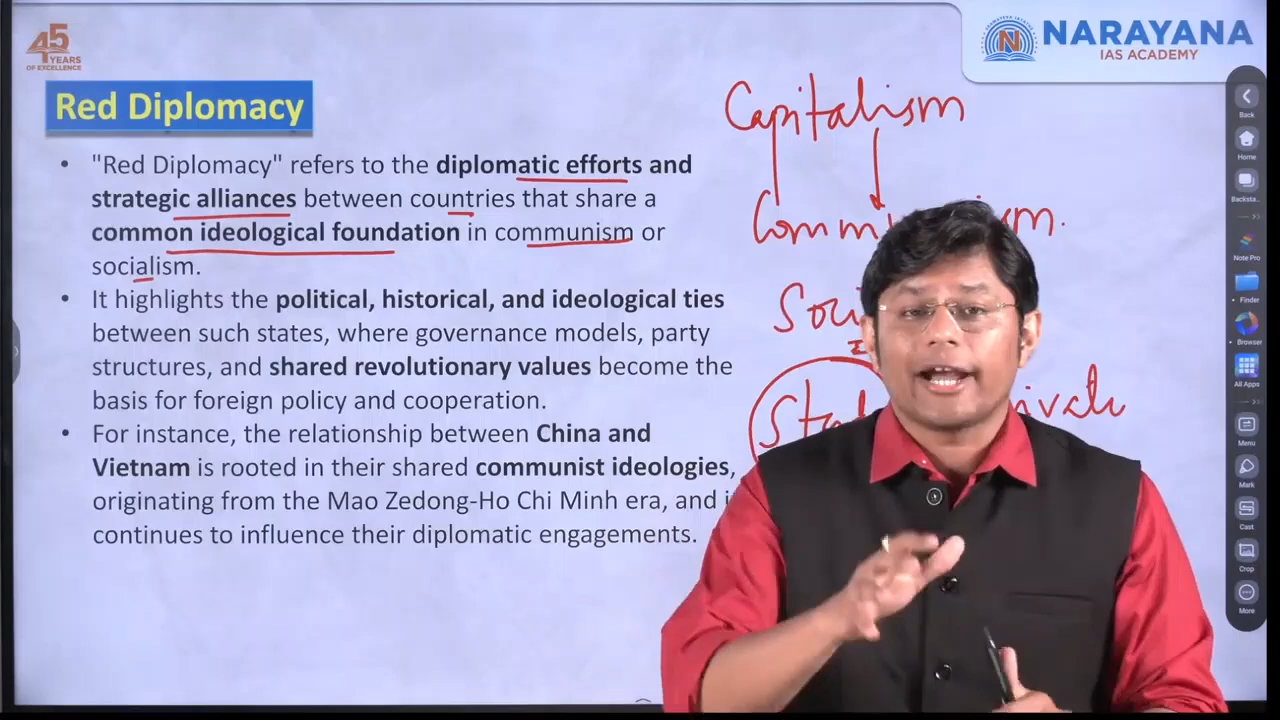 45
YEARS
OF EXCELLENCE
NARAYANA
IAS ACADEMY
Red Diplomacy
• "Red Diplomacy" refers to the diplomatic efforts and
strategic alliances between countries that share a
common ideological foundation in communism or
socialism.
• It highlights the political, historical, and ideological ties
between such states, where governance models, party
structures, and shared revolutionary values become the
basis for foreign policy and cooperation.
• For instance, the relationship between China and
Vietnam is rooted in their shared communist ideologies,
originating from the Mao Zedong-Ho Chi Minh era, and i
continues to influence their diplomatic engagements.
Capitalism
Back
Home
Backsta..
Note Pro
Finder
Browser
All Apps
Menu
Mark
Cast
Crop
More